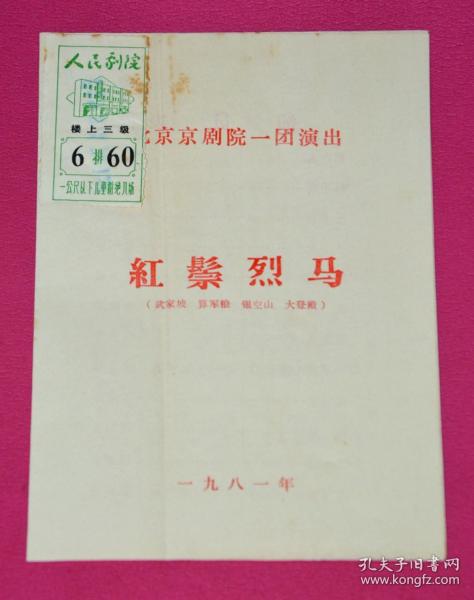 人民剧院
楼上三级
6排60
一公尺以下儿童谢绝入场
北京京剧院一团演出
紅鬃烈马
(武家坡 算军粮 银空山 大登殿)
一九八一年
孔夫子旧书网
www.kongfz.com